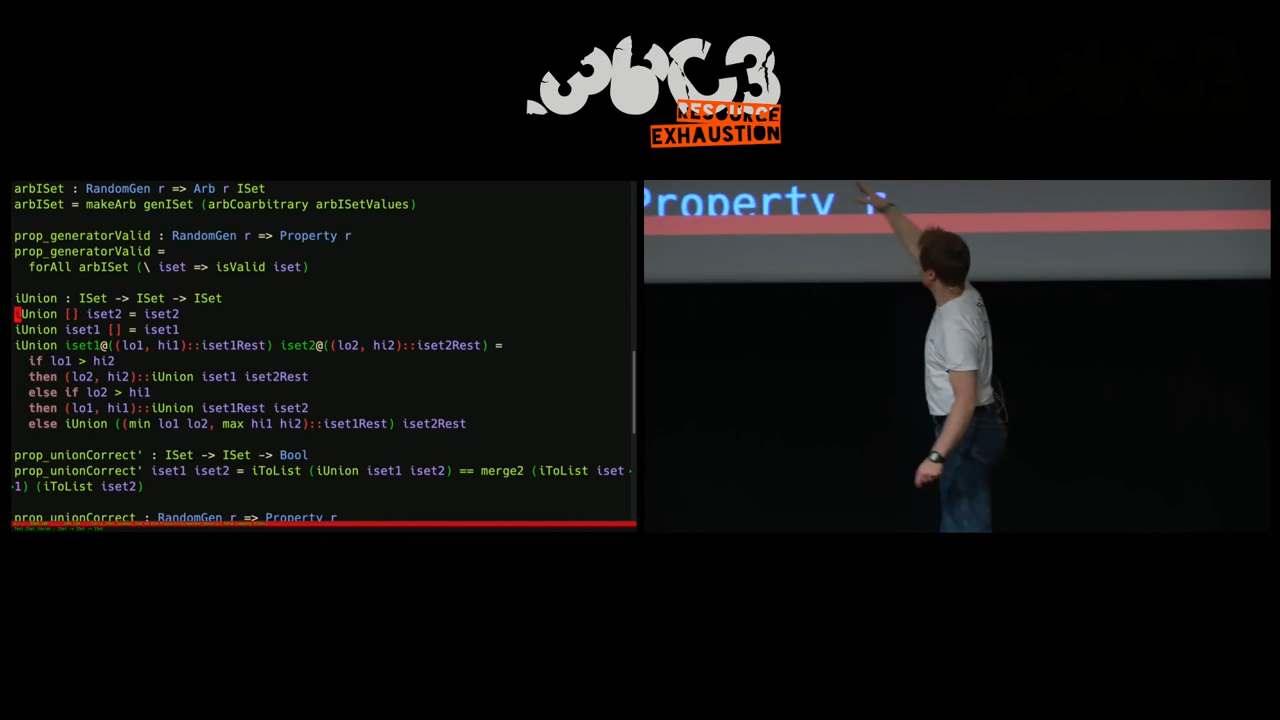 36C3
RESOURCE
EXHAUSTION
arbISet : RandomGen r => Arb r ISet
arbISet = makeArb genISet (arbCoarbitrary arbISetValues)
prop_generatorValid : RandomGen r => Property r
prop_generatorValid =
forAll arbISet (\ iset => isValid iset)
iUnion : ISet -> ISet -> ISet
iUnion [] iset2 = iset2
iUnion iset1 [] = iset1
iUnion iset1@((lo1, hi1)::iset1Rest) iset2@((lo2, hi2)::iset2Rest) =
if lo1 > hi2
then (lo2, hi2)::iUnion iset1 iset2Rest
else if lo2 > hi1
then (lo1, hi1)::iUnion iset1Rest iset2
else iUnion ((min lo1 lo2, max hi1 hi2)::iset1Rest) iset2Rest
prop_unionCorrect' : ISet -> ISet -> Bool
prop_unionCorrect' iset1 iset2 = iToList (iUnion iset1 iset2) == merge2 (iToList iset
1) (iToList iset2)
prop_unionCorrect : RandomGen r => Property r
Property r